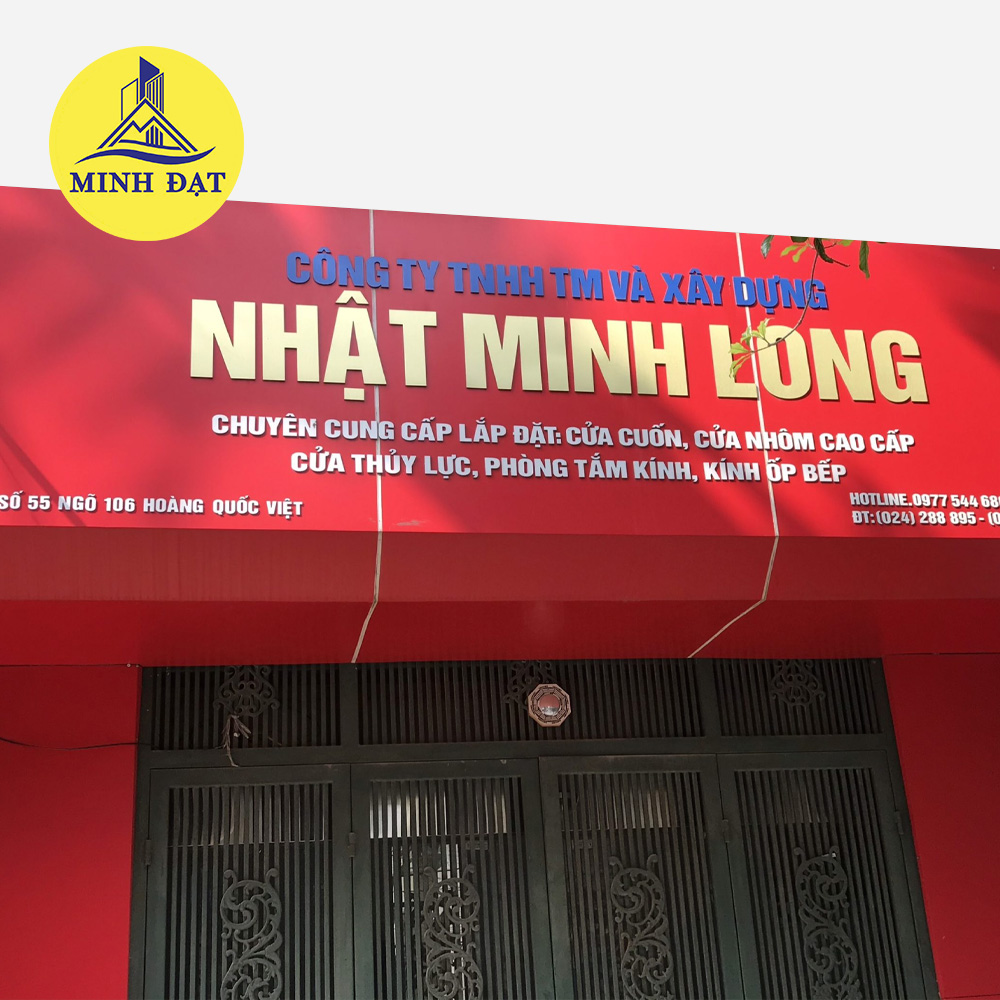 MINH ĐẠT
CÔNG TY TNHH TM VÀ XÂY DỰNG
NHẬT MINH LONG
CHUYÊN CUNG CẤP LẮP ĐẶT: CỬA CUỐN, CỬA NHÔM CAO CẤP
CỬA THỦY LỰC, PHÒNG TẮM KÍNH, KÍNH ỐP BẾP
SỐ 55 NGÕ 106 HOÀNG QUỐC VIỆT
HOTLINE.0977 544
ĐT: (024) 288 895 -